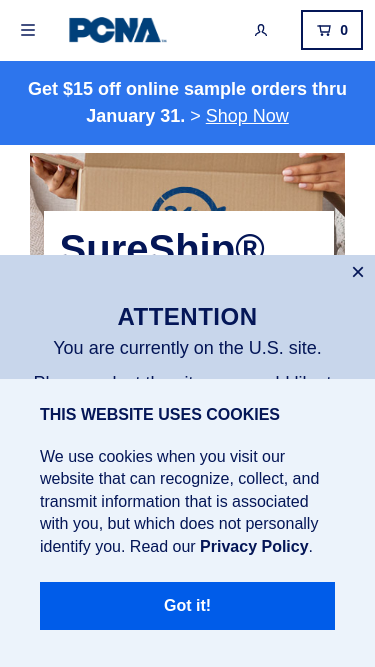 PCNA
0
Get $15 off online sample orders thru
January 31. > Shop Now
24
SureShip®
ATTENTION
You are currently on the U.S. site.
THIS WEBSITE USES COOKIES
We use cookies when you visit our
website that can recognize, collect, and
transmit information that is associated
with you, but which does not personally
identify you. Read our Privacy Policy.
Got it!